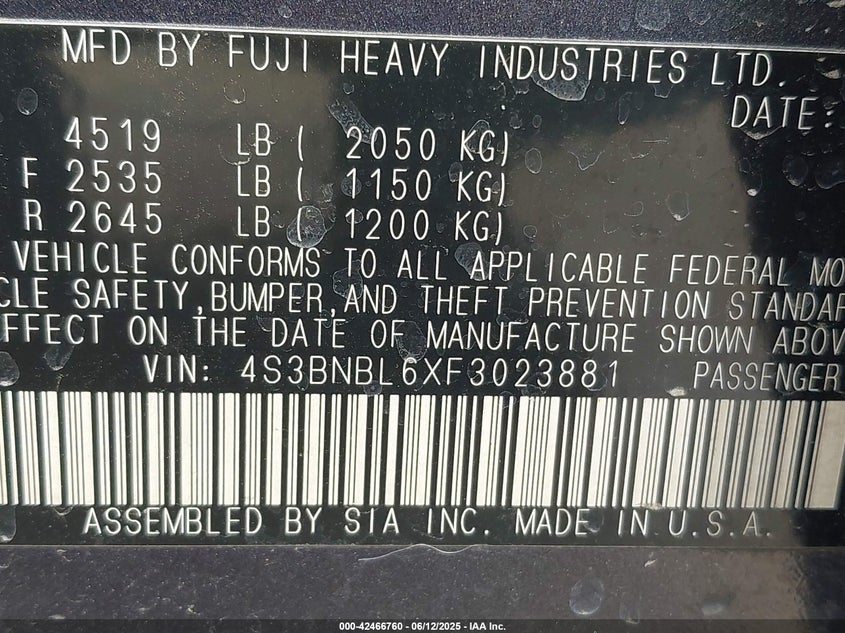 MFD BY FUJI HEAVY INDUSTRIES LTD.
DATE:
4519 LB ( 2050 KG)
F 2535 LB ( 1150 KG)
R 2645 LB ( 1200 KG)
VEHICLE CONFORMS TO ALL APPLICABLE FEDERAL MO
CLE SAFETY,BUMPER,AND THEFT PREVENTION STANDAR
FFECT ON THE DATE OF MANUFACTURE SHOWN ABOV
VIN: 4S3BNBL6XF3023881 PASSENGER
ASSEMBLED BY SIA INC. MADE IN U.S.A.
000-42466760 - 06/12/2025 - IAA Inc.